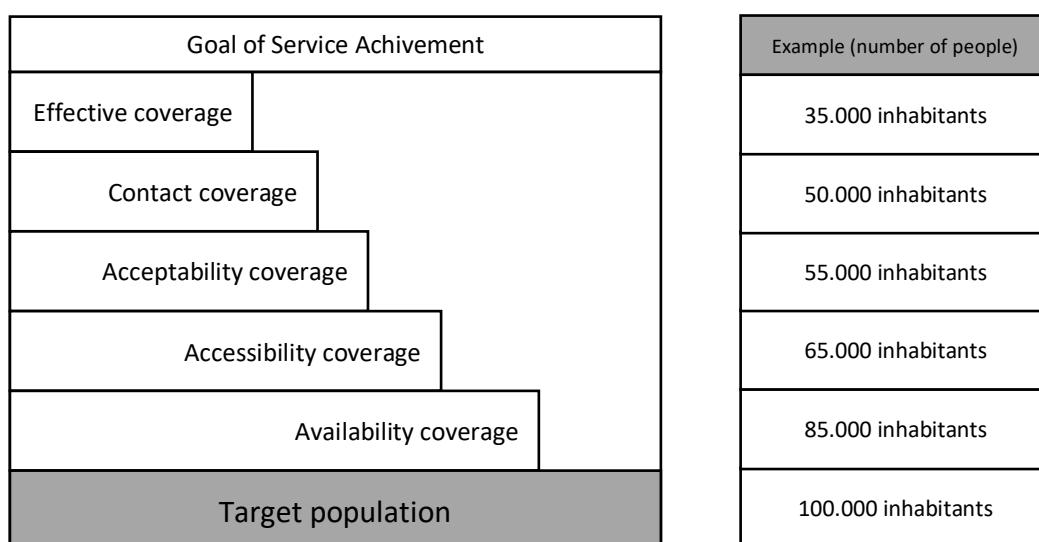 Goal of Service Achivement
Example (number of people)
Effective coverage
35.000 inhabitants
Contact coverage
50.000 inhabitants
Acceptability coverage
55.000 inhabitants
Accessibility coverage
65.000 inhabitants
Availability coverage
85.000 inhabitants
Target population
100.000 inhabitants